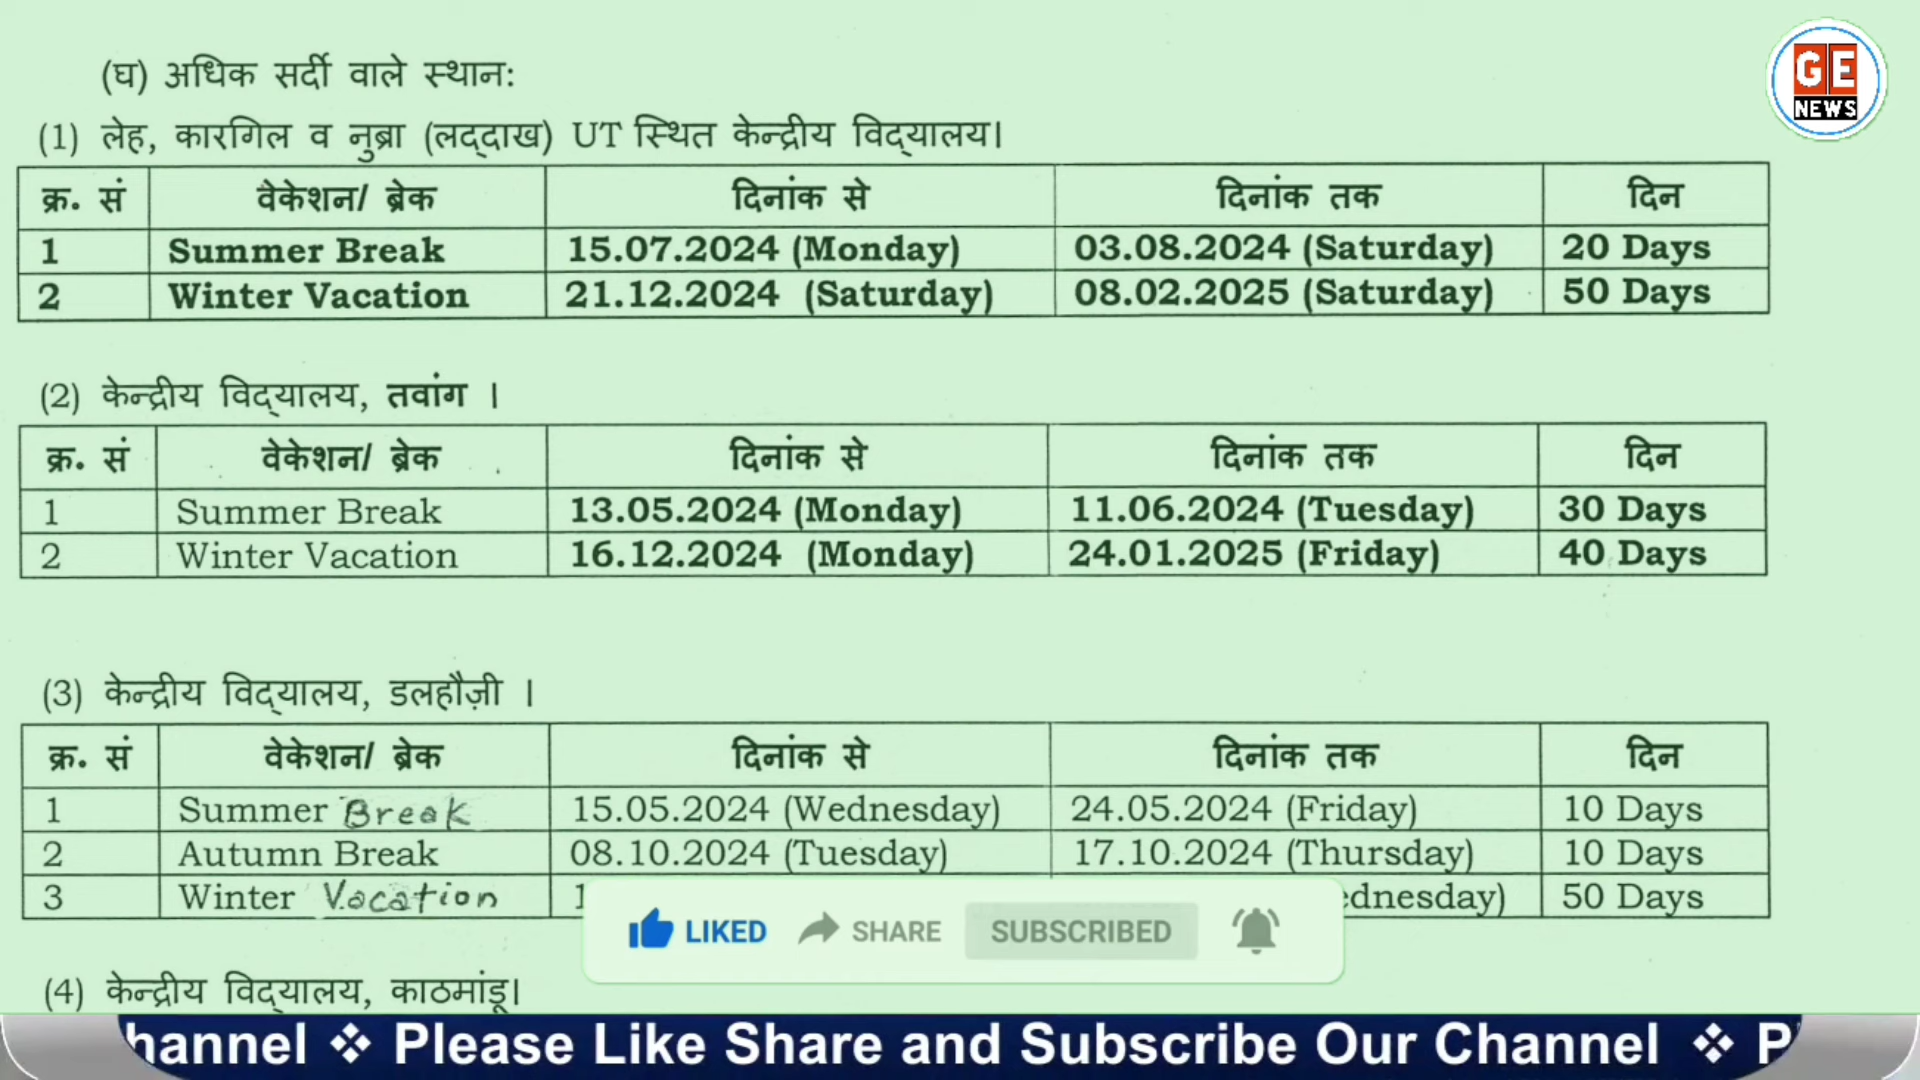 (घ) अधिक सर्दी वाले स्थान:
GE
NEWS
(1) लेह, कारगिल व नुब्रा (लद्दाख) UT स्थित केन्द्रीय विद्यालय।
क्र. सं वेकेशन/ ब्रेक दिनांक से दिनांक तक दिन
1 Summer Break 15.07.2024 (Monday) 03.08.2024 (Saturday) 20 Days
2 Winter Vacation 21.12.2024 (Saturday) 08.02.2025 (Saturday) 50 Days
(2) केन्द्रीय विद्यालय, तवांग ।
क्र. सं वेकेशन/ ब्रेक दिनांक से दिनांक तक दिन
1 Summer Break 13.05.2024 (Monday) 11.06.2024 (Tuesday) 30 Days
2 Winter Vacation 16.12.2024 (Monday) 24.01.2025 (Friday) 40 Days
(3) केन्द्रीय विद्यालय, डलहौज़ी ।
क्र. सं वेकेशन/ ब्रेक दिनांक से दिनांक तक दिन
1 Summer Break 15.05.2024 (Wednesday) 24.05.2024 (Friday) 10 Days
2 Autumn Break 08.10.2024 (Tuesday) 17.10.2024 (Thursday) 10 Days
3 Winter Vacation 50 Days
LIKED SHARE SUBSCRIBED
(4) केन्द्रीय विद्यालय, काठमांडू।
hannel ❖ Please Like Share and Subscribe Our Channel ❖ P